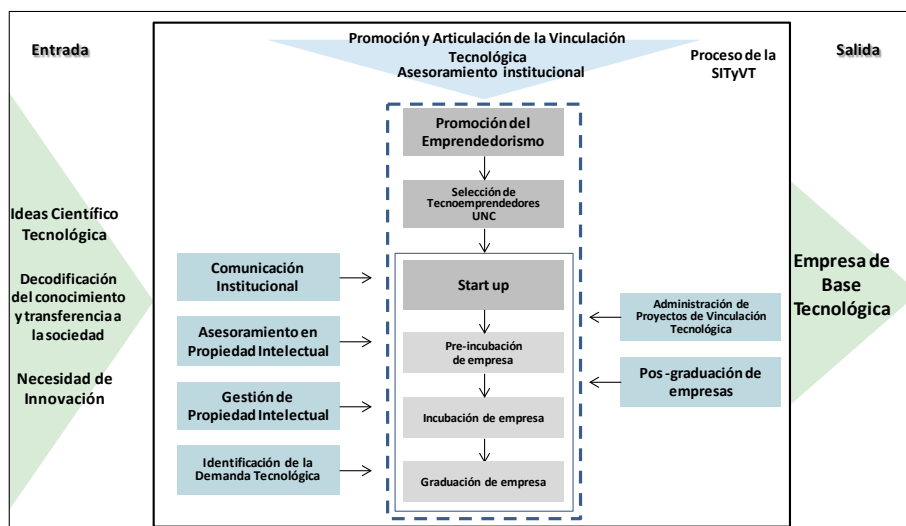 Entrada
Promoción y Articulación de la Vinculación
Tecnológica
Asesoramiento institucional
Proceso de la
SITyVT
Salida
Ideas Científico
Tecnológica
Decodificación
del conocimiento
y transferencia a
la sociedad
Necesidad de
Innovación
Promoción del
Emprendedorismo
Selección de
Tecnoemprendedores
UNC
Start up
Pre-incubación
de empresa
Incubación de empresa
Graduación de empresa
Comunicación
Institucional
Asesoramiento en
Propiedad Intelectual
Gestión de
Propiedad Intelectual
Identificación de la
Demanda Tecnológica
Administración de
Proyectos de Vinculación
Tecnológica
Pos -graduación de
empresas
Empresa de
Base
Tecnológica